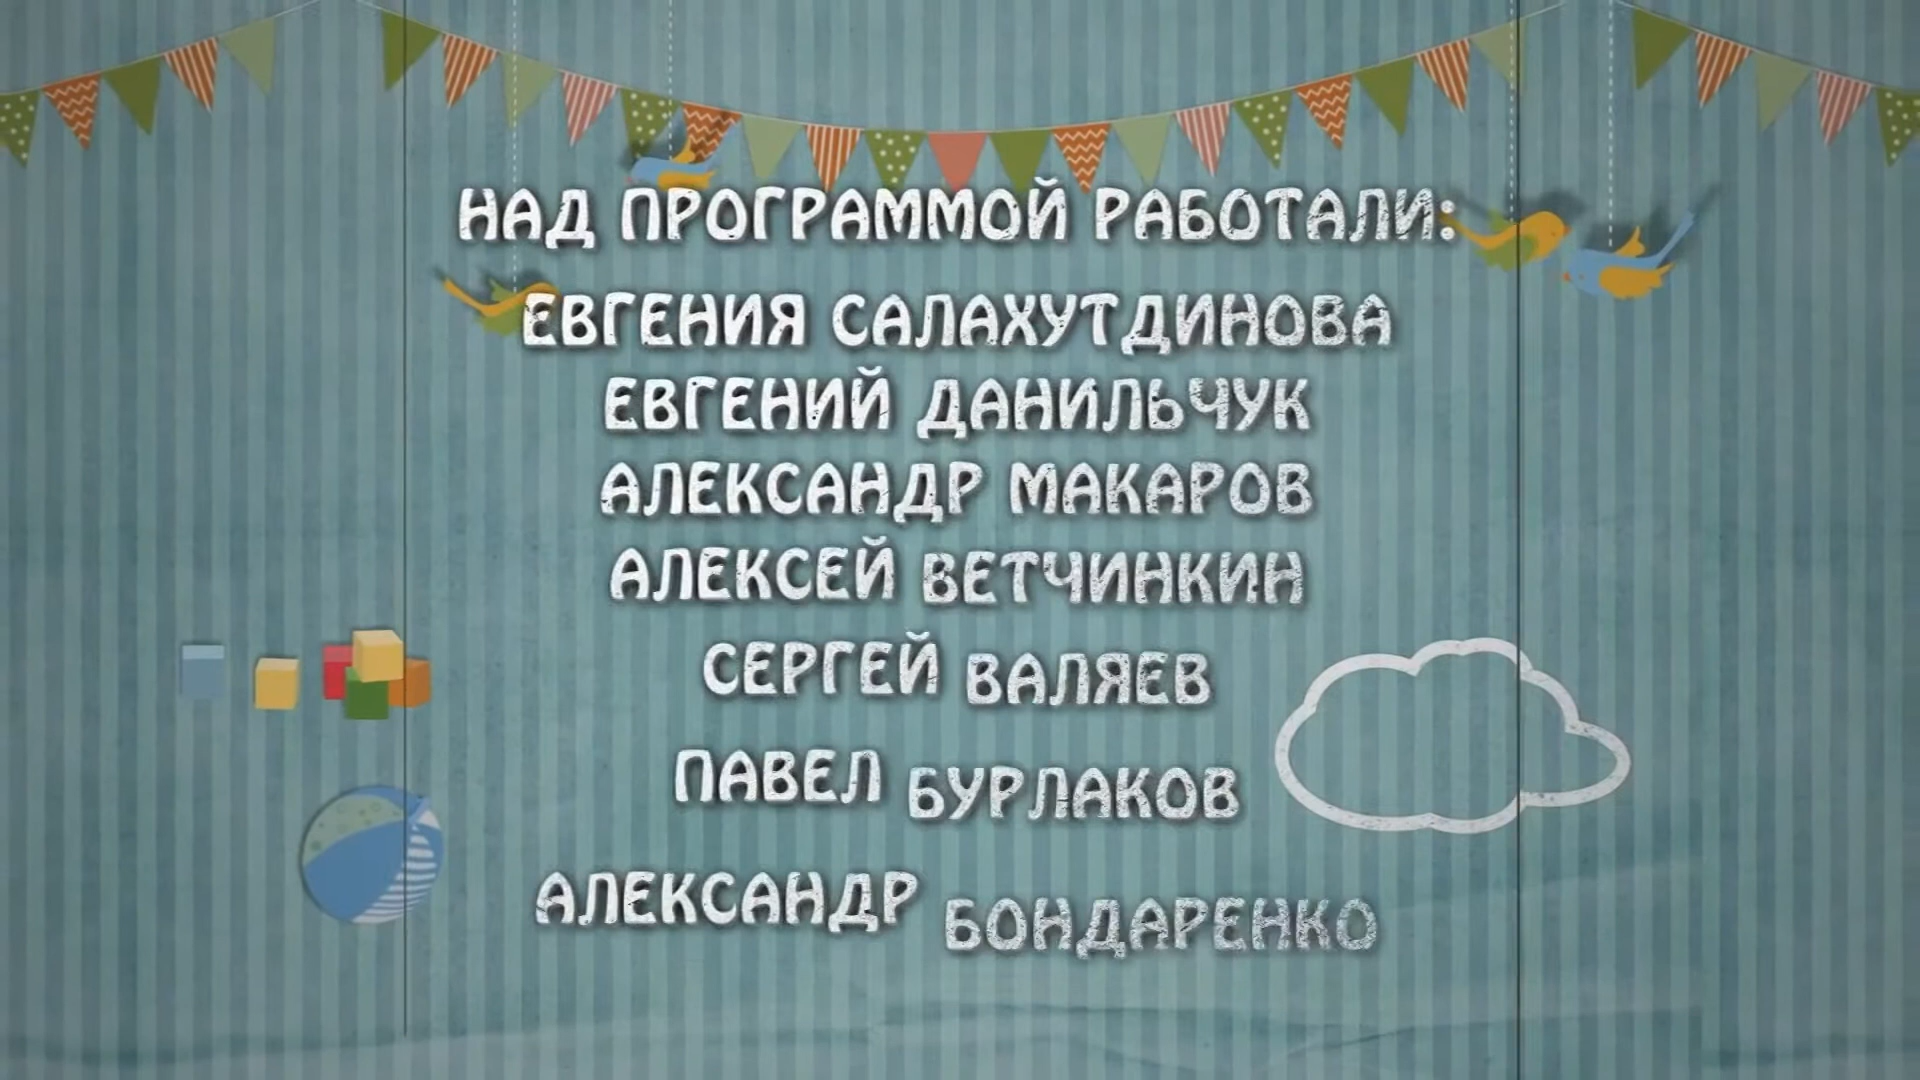 НАД ПРОГРАММОЙ РАБОТАЛИ:
ЕВГЕНИЯ САЛАХУТДИНОВА
ЕВГЕНИЙ ДАНИЛЬЧУК
АЛЕКСАНДР МАКАРОВ
АЛЕКСЕЙ ВЕТЧИНКИН
СЕРГЕЙ ВАЛЯЕВ
ПАВЕЛ БУРЛАКОВ
АЛЕКСАНДР БОНДАРЕНКО